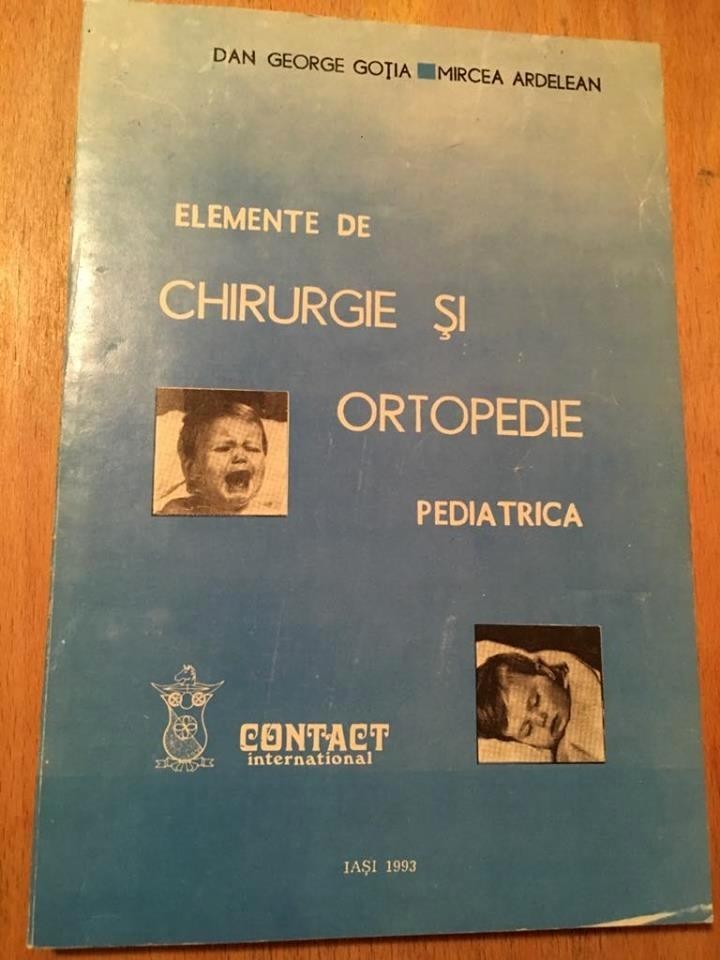 DAN GEORGE GOȚIA MIRCEA ARDELEAN
ELEMENTE DE
CHIRURGIE ȘI
ORTOPEDIE
PEDIATRICA
CONTACT
international
IAȘI 1993